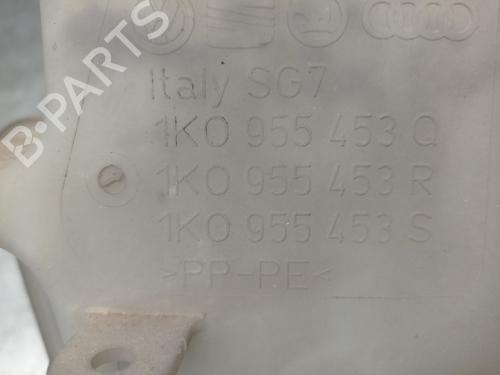 Italy SG7
1K0 955 453 Q
1K0 955 453 R
1K0 955 453 S
>PP-PE<
B-PARTS